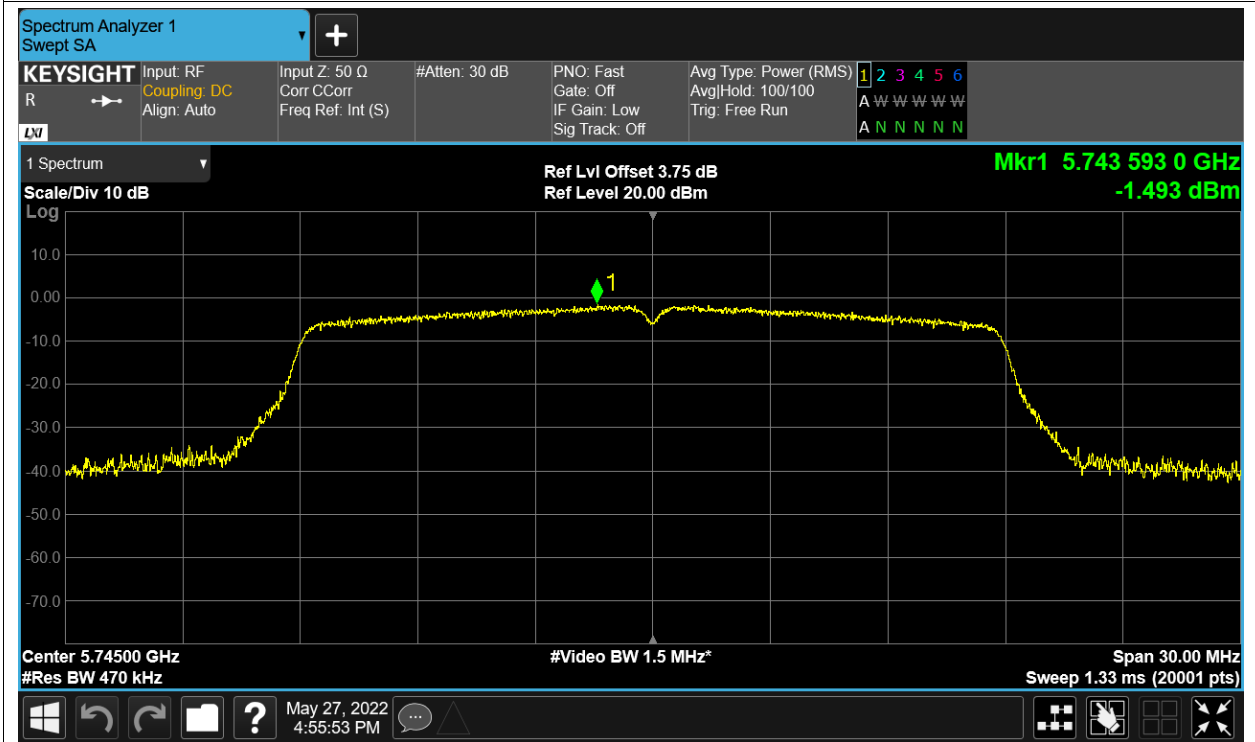 Spectrum Analyzer 1
Swept SA
+
KEYSIGHT
R
LXI
Input: RF
Coupling: DC
Align: Auto
Input Z: 50 Ω
Corr CCorr
Freq Ref: Int (S)
#Atten: 30 dB
PNO: Fast
Gate: Off
IF Gain: Low
Sig Track: Off
Avg Type: Power (RMS)
Avg|Hold: 100/100
Trig: Free Run
1 2 3 4 5 6
A W W W W W
A N N N N N
1 Spectrum
Scale/Div 10 dB
Log
Ref Lvl Offset 3.75 dB
Ref Level 20.00 dBm
Mkr1 5.743 593 0 GHz
-1.493 dBm
10.0
0.00
-10.0
-20.0
-30.0
-40.0
-50.0
-60.0
-70.0
1
Center 5.74500 GHz
#Res BW 470 kHz
#Video BW 1.5 MHz*
Span 30.00 MHz
Sweep 1.33 ms (20001 pts)
?
May 27, 2022
4:55:53 PM